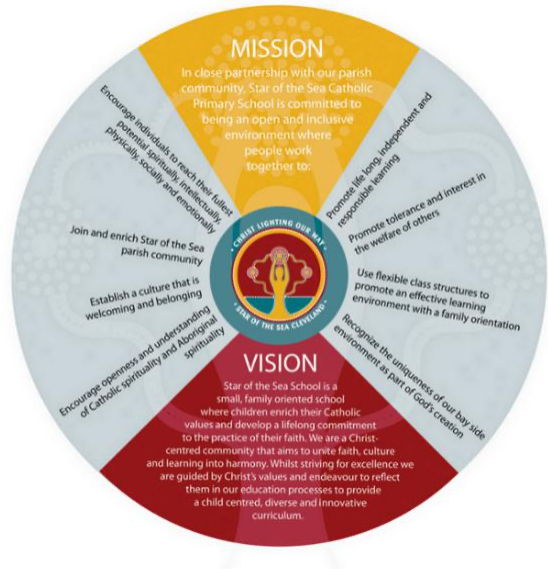 MISSION
In close partnership with our parish
community, Star of the Sea Catholic
Primary School is committed to
being an open and inclusive
environment where
people work
together to:
Encourage individuals to reach their fullest
potential spiritually, intellectually,
physically, socially and emotionally
Join and enrich Star of the Sea
parish community
Establish a culture that is
welcoming and belonging
Encourage openness and understanding
of Catholic spirituality and Aboriginal
spirituality
Promote life long, independent and
responsible learning
Promote tolerance and interest in
the welfare of others
Use flexible class structures to
promote an effective learning
environment with a family orientation
Recognize the uniqueness of our bay side
environment as part of God's creation
• CHRIST LIGHTING OUR WAY •
STAR OF THE SEA CLEVELAND
VISION
Star of the Sea School is a
small, family oriented school
where children enrich their Catholic
values and develop a lifelong commitment
to the practice of their faith. We are a Christ-
centred community that aims to unite faith, culture
and learning into harmony. Whilst striving for excellence we
are guided by Christ's values and endeavour to reflect
them in our education processes to provide
a child centred, diverse and innovative
curriculum.